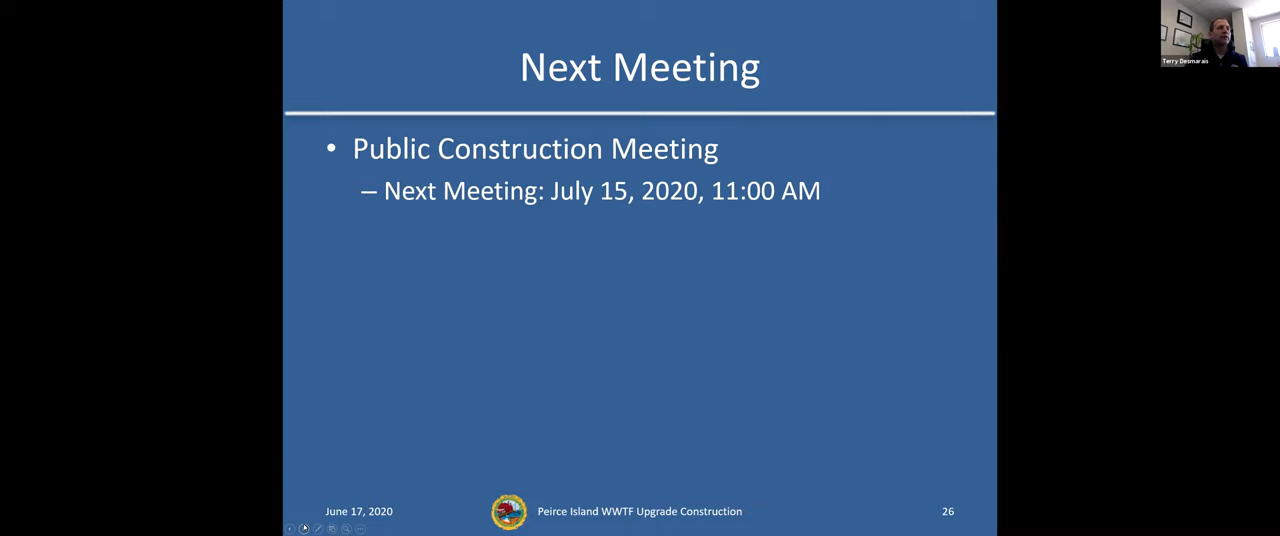 Next Meeting
• Public Construction Meeting
– Next Meeting: July 15, 2020, 11:00 AM
June 17, 2020
Peirce Island WWTF Upgrade Construction
26
Terry Desmarais